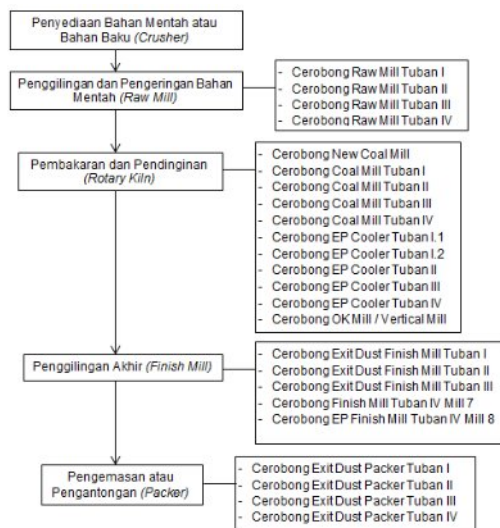 Penyediaan Bahan Mentah atau
Bahan Baku (Crusher)
Penggilingan dan Pengeringan Bahan
Mentah (Raw Mill)
- Cerobong Raw Mill Tuban I
- Cerobong Raw Mill Tuban II
- Cerobong Raw Mill Tuban III
- Cerobong Raw Mill Tuban IV
Pembakaran dan Pendinginan
(Rotary Kiln)
- Cerobong New Coal Mill
- Cerobong Coal Mill Tuban I
- Cerobong Coal Mill Tuban II
- Cerobong Coal Mill Tuban III
- Cerobong Coal Mill Tuban IV
- Cerobong EP Cooler Tuban I.1
- Cerobong EP Cooler Tuban I.2
- Cerobong EP Cooler Tuban II
- Cerobong EP Cooler Tuban III
- Cerobong EP Cooler Tuban IV
- Cerobong OK Mill / Vertical Mill
Penggilingan Akhir (Finish Mill)
- Cerobong Exit Dust Finish Mill Tuban I
- Cerobong Exit Dust Finish Mill Tuban II
- Cerobong Exit Dust Finish Mill Tuban III
- Cerobong Finish Mill Tuban IV Mill 7
- Cerobong EP Finish Mill Tuban IV Mill 8
Pengemasan atau
Pengantongan (Packer)
- Cerobong Exit Dust Packer Tuban I
- Cerobong Exit Dust Packer Tuban II
- Cerobong Exit Dust Packer Tuban III
- Cerobong Exit Dust Packer Tuban IV